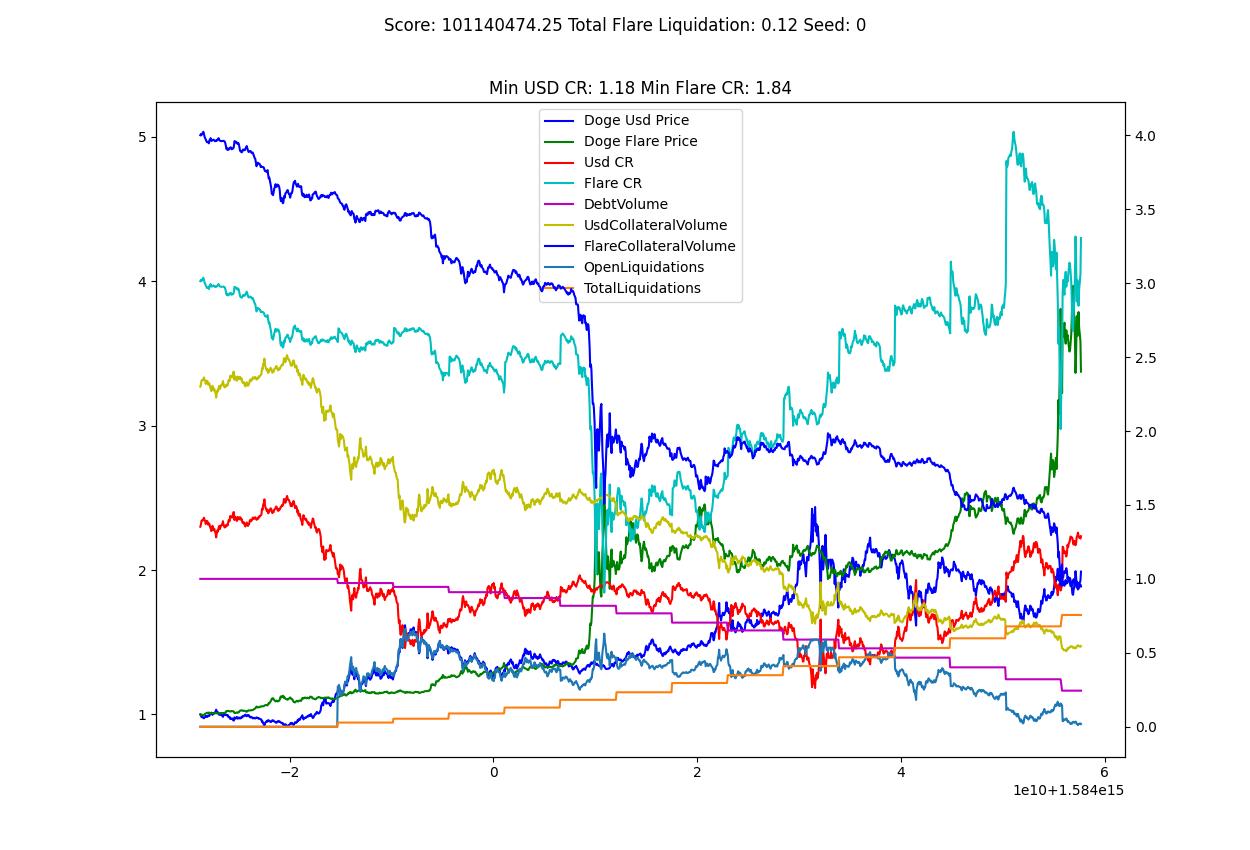 Score: 101140474.25 Total Flare Liquidation: 0.12 Seed: 0
Min USD CR: 1.18 Min Flare CR: 1.84
Doge Usd Price
Doge Flare Price
Usd CR
Flare CR
DebtVolume
UsdCollateralVolume
FlareCollateralVolume
OpenLiquidations
TotalLiquidations
5
4
3
2
1
4.0
3.5
3.0
2.5
2.0
1.5
1.0
0.5
0.0
−2 0 2 4 6
1e10+1.584e15